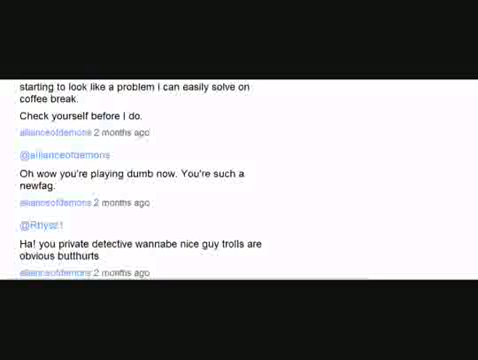 starting to look like a problem I can easily solve on
coffee break.
Check yourself before I do.
allianceofdemons 2 months ago
@allianceofdemons
Oh wow you're playing dumb now. You're such a
newfag.
allianceofdemons 2 months ago
Ha! you private detective wannabe nice guy trolls are
obvious butthurts
allianceofdemons 2 months ago